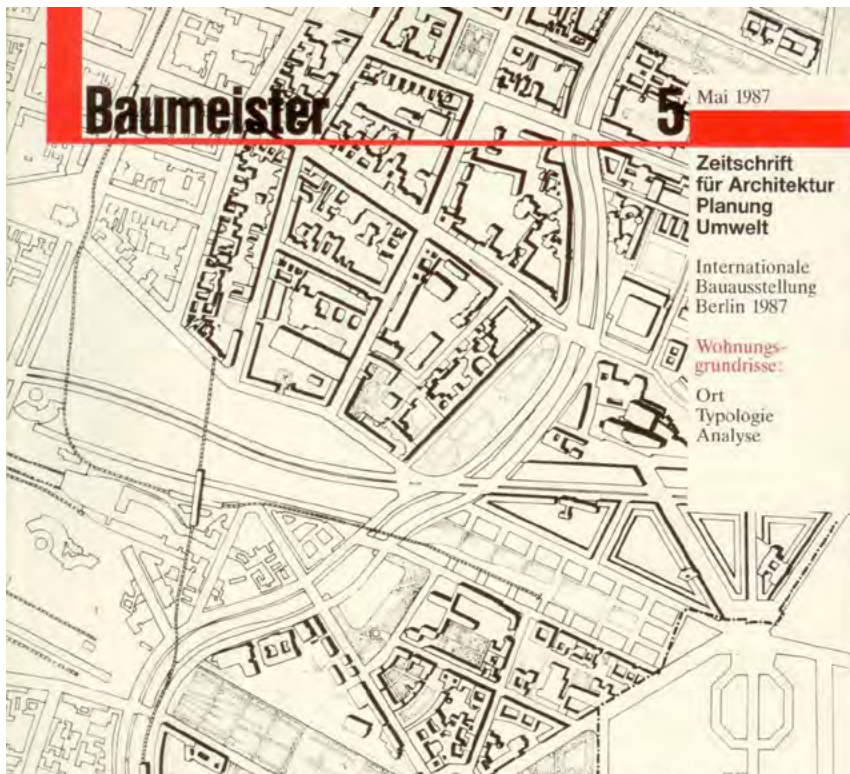 Baumeister 5
Mai 1987
Zeitschrift
für Architektur
Planung
Umwelt
Internationale
Bauausstellung
Berlin 1987
Wohnungs-
grundrisse:
Ort
Typologie
Analyse